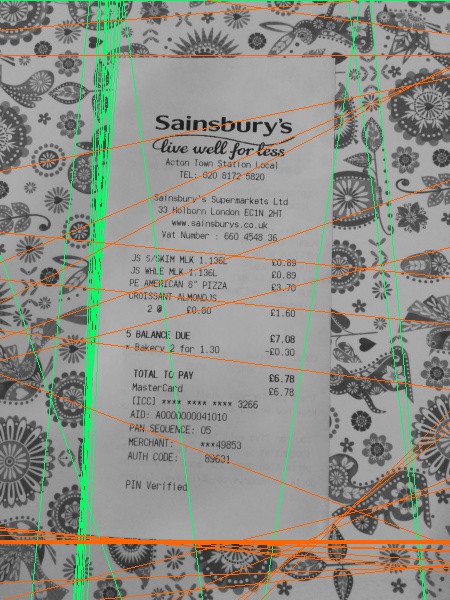 Sainsbury's
live well for less
Acton Town Station Local
TEL: 020 8172 5820
Sainsbury's Supermarkets Ltd
33 Holborn London EC1N 2HT
www.sainsburys.co.uk
Vat Number : 660 4548 36
JS S/SKIM MLK 1.136L £0.89
JS WHLE MLK 1.136L £0.89
PE AMERICAN 8" PIZZA £3.70
CROISSANT ALMONDJS
2 @ £0.80 £1.60
5 BALANCE DUE £7.08
* Bakery 2 for 1.30 -£0.30
TOTAL TO PAY £6.78
MasterCard £6.78
[ICC] **** **** **** 3266
AID: A0000000041010
PAN SEQUENCE: 05
MERCHANT: ***49853
AUTH CODE: 89631
PIN Verified